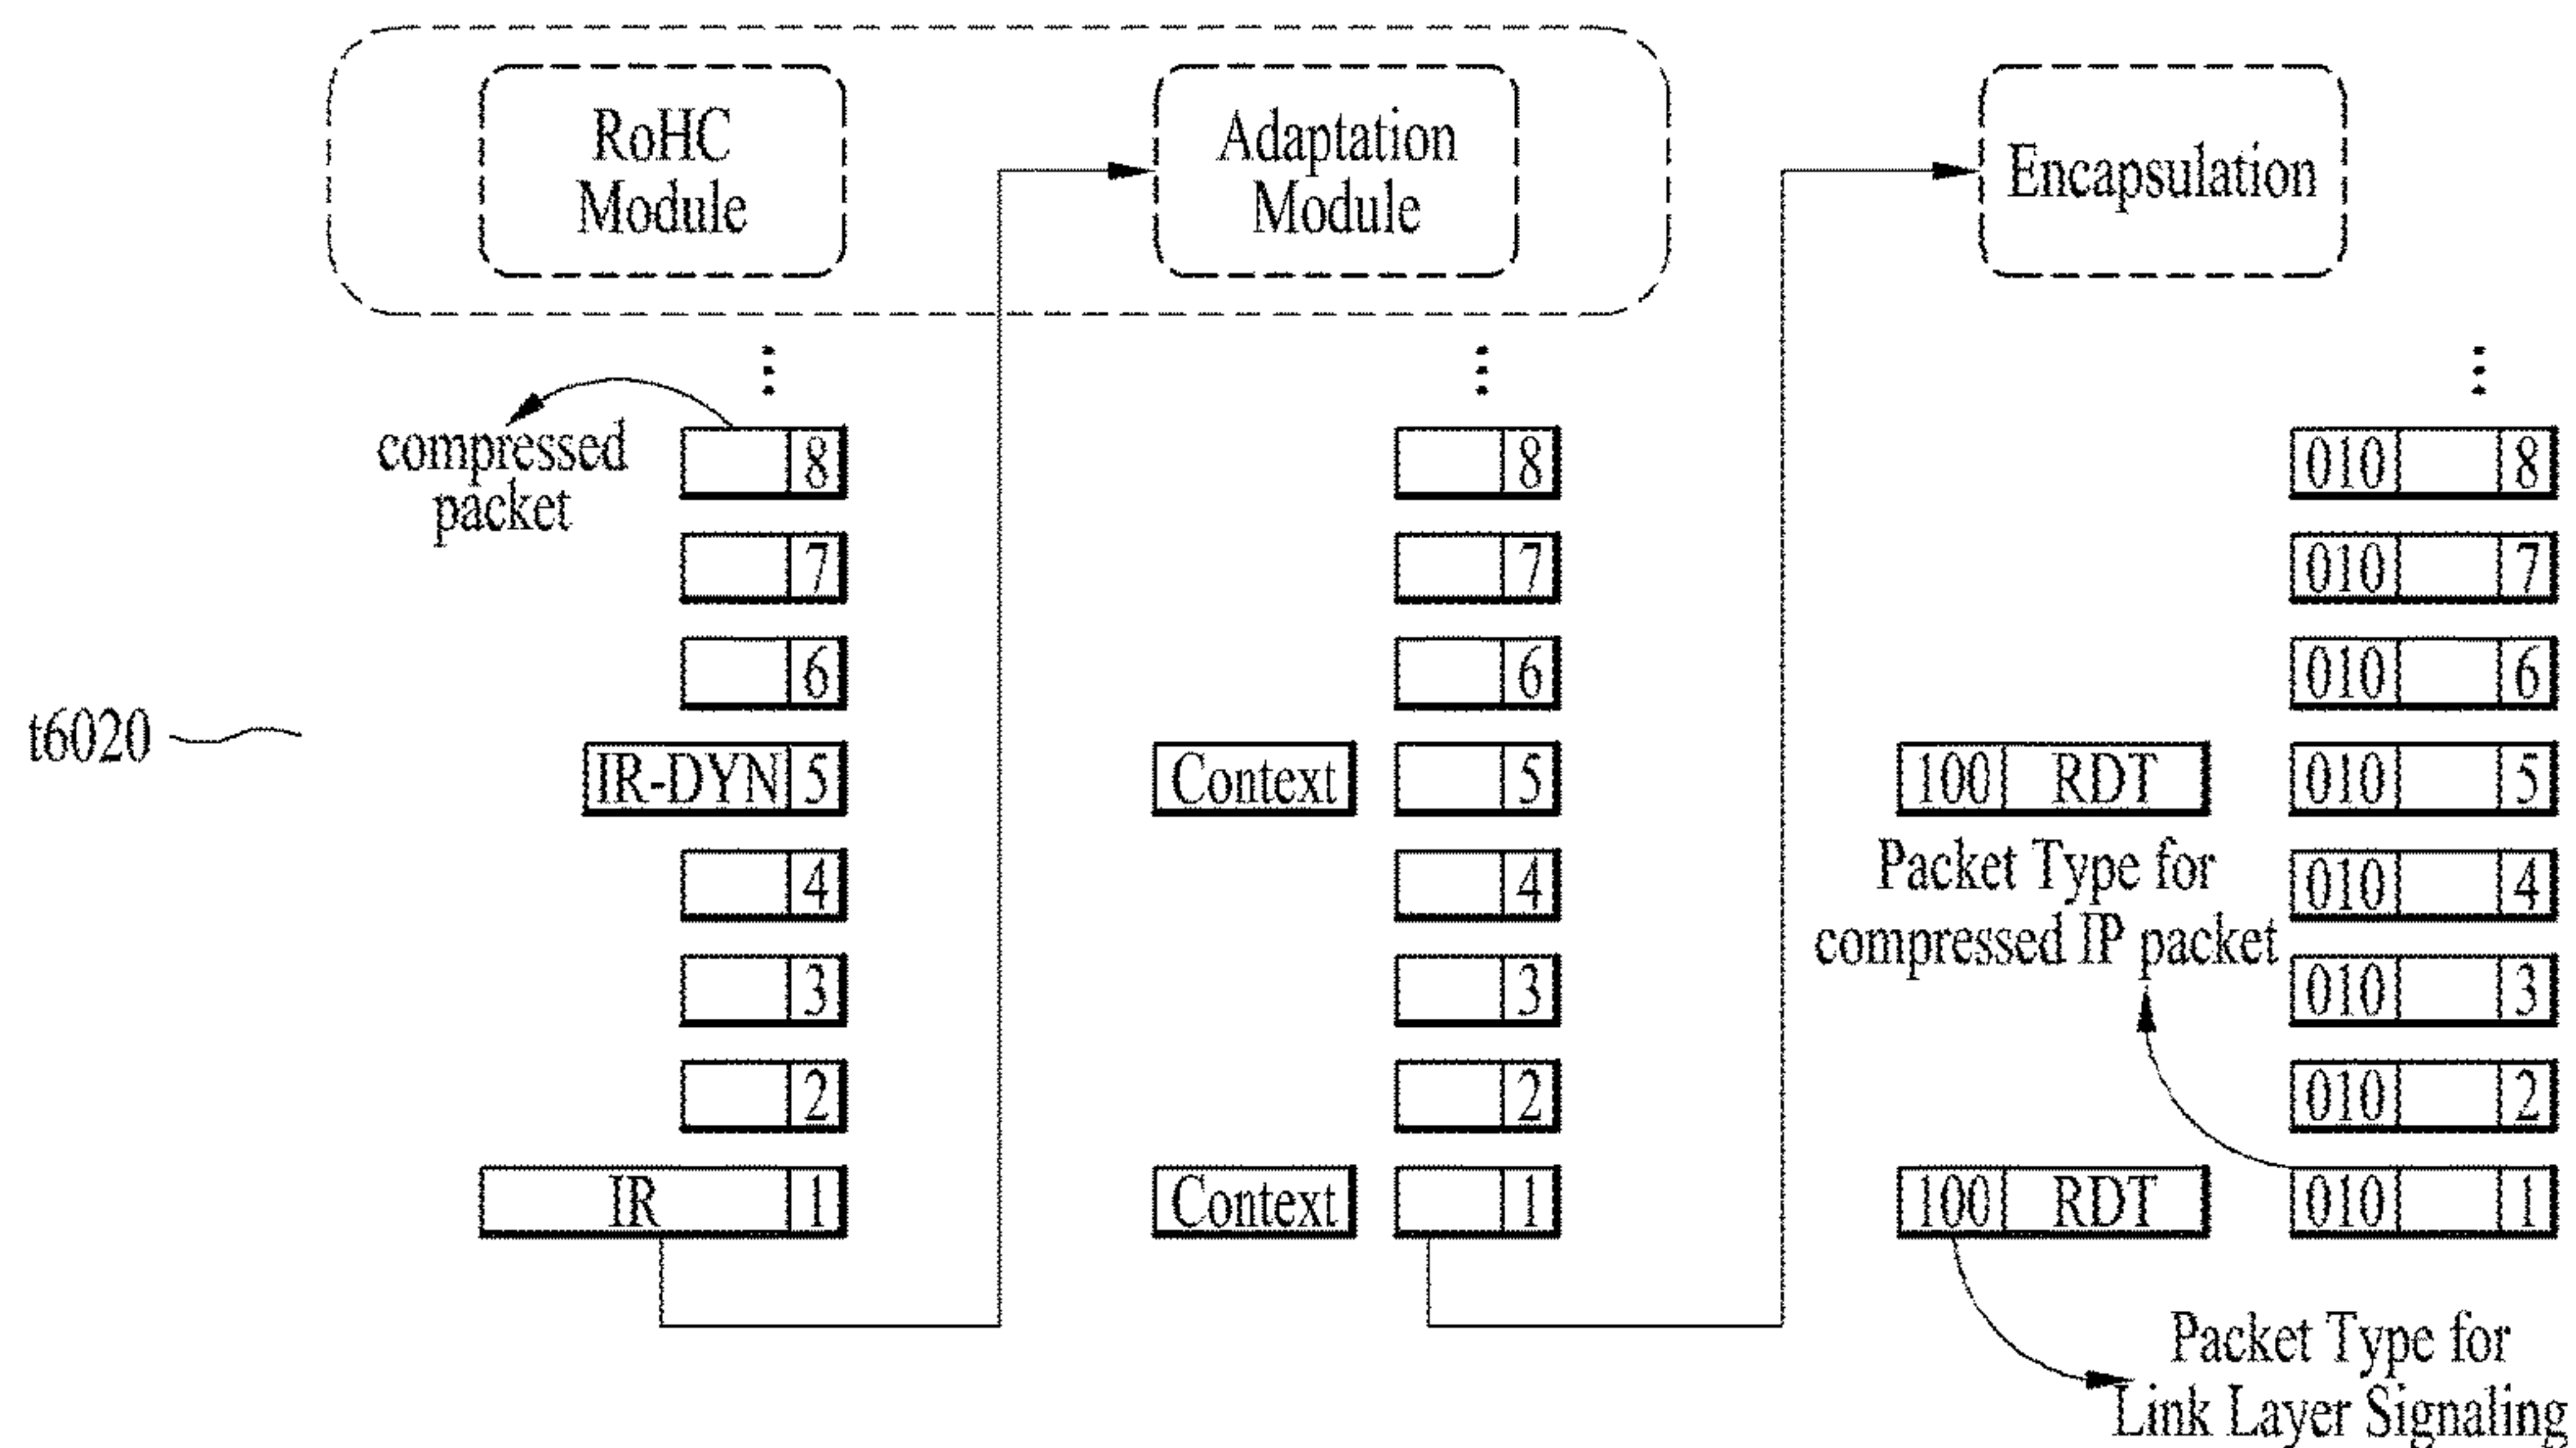 RoHC
Module
Adaptation
Module
Encapsulation
compressed
packet
8
8
010 8
7
7
010 7
6
6
010 6
t6020
IR-DYN 5
Context 5
100 RDT 010 5
4
4
Packet Type for
compressed IP packet
010 4
3
3
010 3
2
2
010 2
IR 1
Context 1
100 RDT 010 1
Packet Type for
Link Layer Signaling